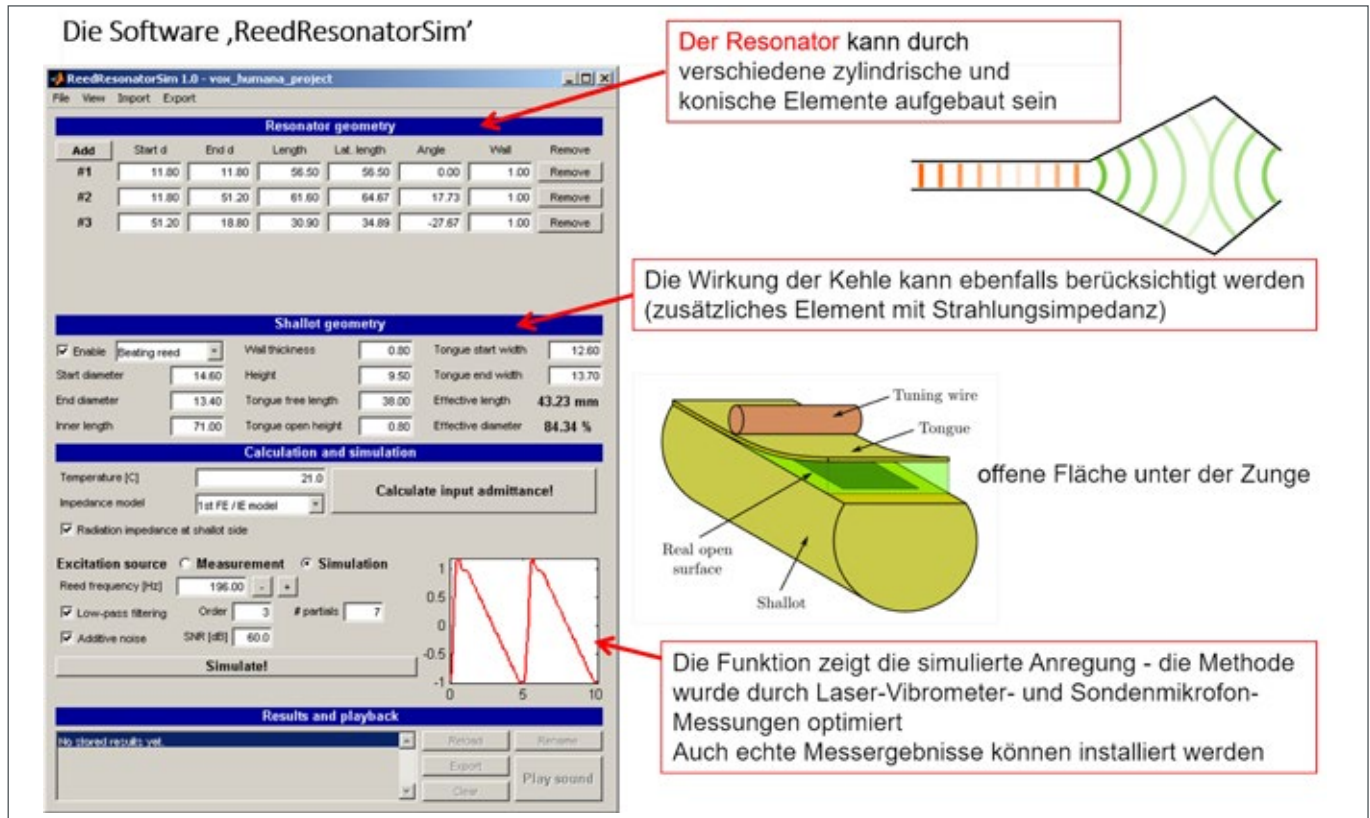 Die Software ‚ReedResonatorSim'
ReedResonatorSim 1.0 - vox_humana_project
File View Import Export
Resonator geometry
Add Start d End d Length Lat. length Angle Wall Remove
#1 11.80 11.80 56.50 56.50 0.00 1.00 Remove
#2 11.80 51.20 61.60 64.67 17.73 1.00 Remove
#3 51.20 18.80 30.90 34.89 -27.67 1.00 Remove
Shallot geometry
Enable Beating reed Wall thickness 0.80 Tongue start width 12.60
Start diameter 14.60 Height 9.50 Tongue end width 13.70
End diameter 13.40 Tongue free length 38.00 Effective length 43.23 mm
Inner length 71.00 Tongue open height 0.80 Effective diameter 84.34 %
Calculation and simulation
Temperature [C] 21.0
Calculate input admittance!
Impedance model 1st FE / IE model
Radiation impedance at shallot side
Excitation source Measurement Simulation
Reed frequency [Hz] 196.00 - +
Low-pass filtering Order 3 # partials 7
Additive noise SNR [dB] 60.0
Simulate!
1
0.5
0
-0.5
-1
0 5 10
Results and playback
No stored results yet.
Reload Rename
Export
Play sound
Clear
Der Resonator kann durch
verschiedene zylindrische und
konische Elemente aufgebaut sein
Die Wirkung der Kehle kann ebenfalls berücksichtigt werden
(zusätzliches Element mit Strahlungsimpedanz)
Tuning wire
Tongue
offene Fläche unter der Zunge
Real open
surface
Shallot
Die Funktion zeigt die simulierte Anregung - die Methode
wurde durch Laser-Vibrometer- und Sondenmikrofon-
Messungen optimiert
Auch echte Messergebnisse können installiert werden